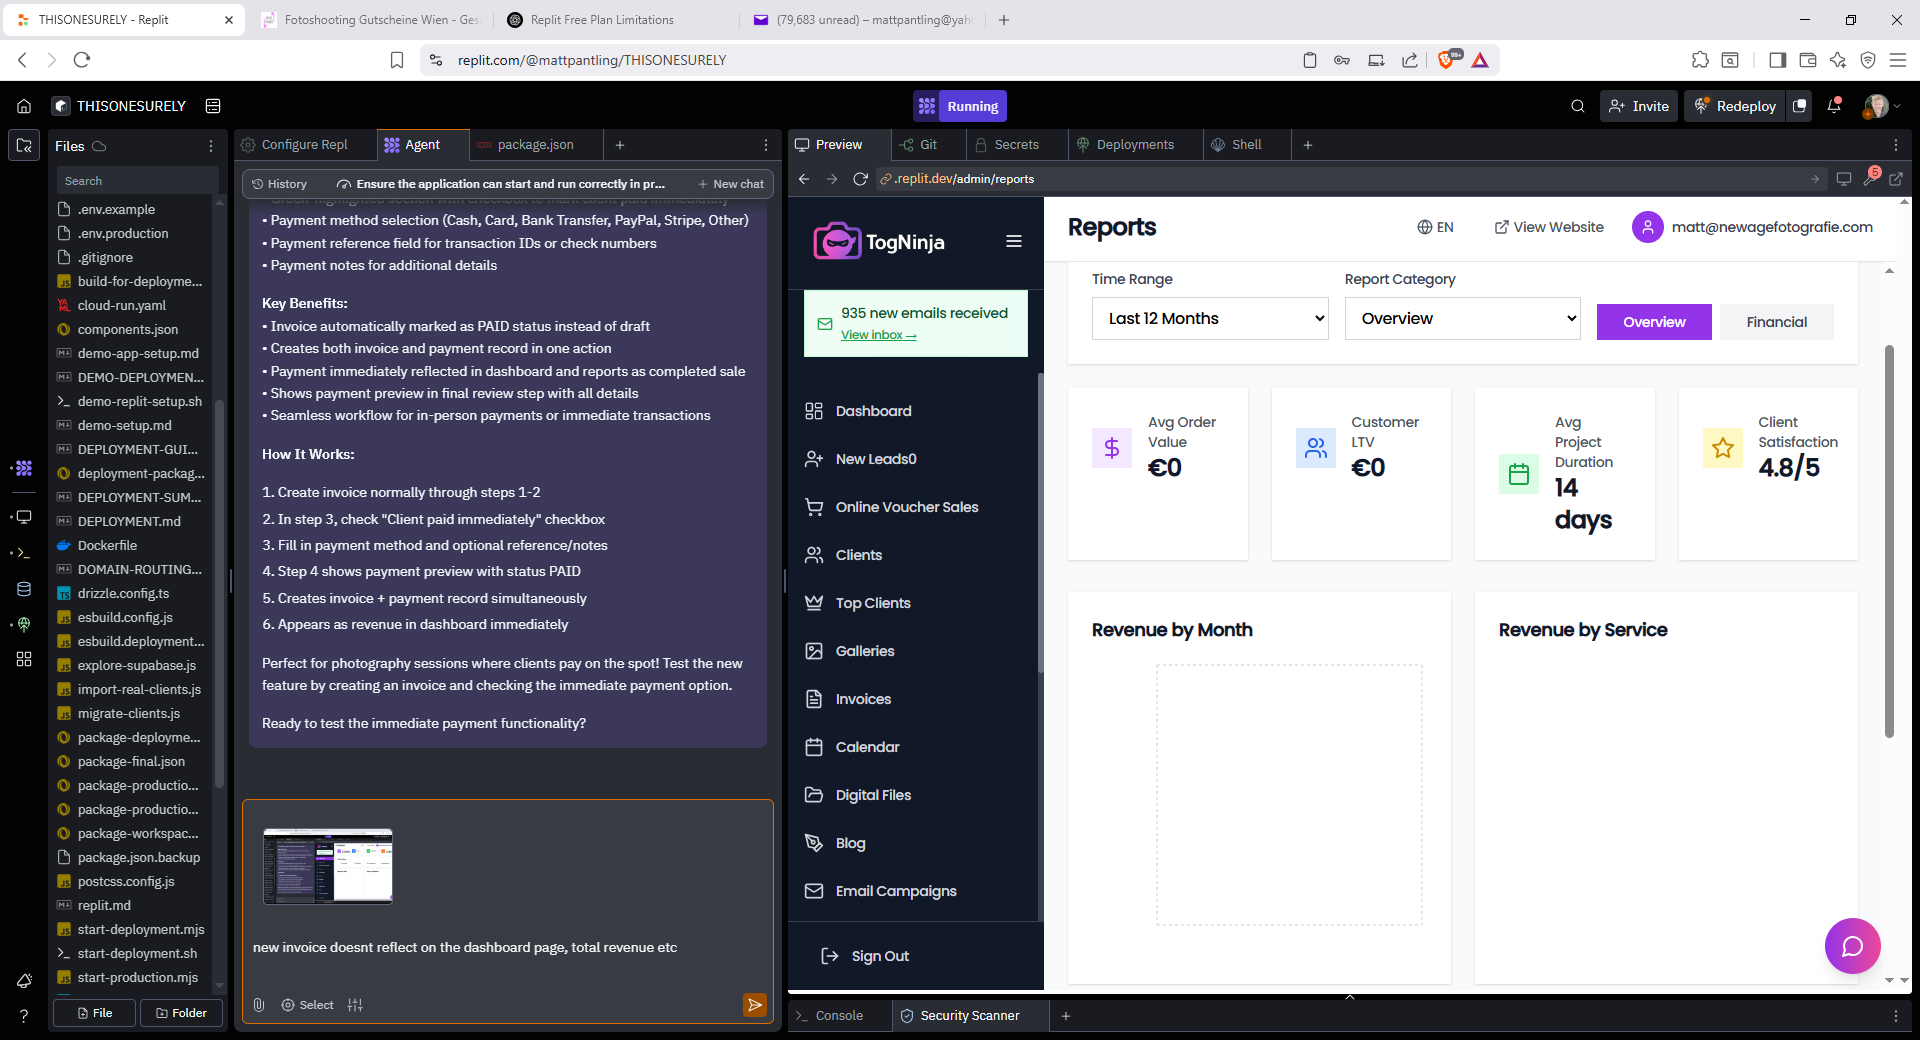 THISONESURELY - Replit
Fotoshooting Gutscheine Wien - Ges
Replit Free Plan Limitations
(79,683 unread) – mattpantling@yah
replit.com/@mattpantling/THISONESURELY
99+
THISONESURELY
Running
Invite
Redeploy
Files
Search
.env.example
.env.production
.gitignore
build-for-deployme...
cloud-run.yaml
components.json
demo-app-setup.md
DEMO-DEPLOYMEN...
demo-replit-setup.sh
demo-setup.md
DEPLOYMENT-GUI...
deployment-packag...
DEPLOYMENT-SUM...
DEPLOYMENT.md
Dockerfile
DOMAIN-ROUTING...
drizzle.config.ts
esbuild.config.js
esbuild.deployment...
explore-supabase.js
import-real-clients.js
migrate-clients.js
package-deployme...
package-final.json
package-productio...
package-productio...
package-workspac...
package.json.backup
postcss.config.js
replit.md
start-deployment.mjs
start-deployment.sh
start-production.mjs
File
Folder
Configure Repl
Agent
package.json
History
Ensure the application can start and run correctly in pr...
New chat
• Payment method selection (Cash, Card, Bank Transfer, PayPal, Stripe, Other)
• Payment reference field for transaction IDs or check numbers
• Payment notes for additional details
Key Benefits:
• Invoice automatically marked as PAID status instead of draft
• Creates both invoice and payment record in one action
• Payment immediately reflected in dashboard and reports as completed sale
• Shows payment preview in final review step with all details
• Seamless workflow for in-person payments or immediate transactions
How It Works:
1. Create invoice normally through steps 1-2
2. In step 3, check "Client paid immediately" checkbox
3. Fill in payment method and optional reference/notes
4. Step 4 shows payment preview with status PAID
5. Creates invoice + payment record simultaneously
6. Appears as revenue in dashboard immediately
Perfect for photography sessions where clients pay on the spot! Test the new
feature by creating an invoice and checking the immediate payment option.
Ready to test the immediate payment functionality?
new invoice doesnt reflect on the dashboard page, total revenue etc
Select
Preview
Git
Secrets
Deployments
Shell
.replit.dev/admin/reports
5
TogNinja
935 new emails received
View inbox →
Dashboard
New Leads0
Online Voucher Sales
Clients
Top Clients
Galleries
Invoices
Calendar
Digital Files
Blog
Email Campaigns
Sign Out
Reports
EN
View Website
matt@newagefotografie.com
Time Range
Report Category
Last 12 Months
Overview
Overview
Financial
Avg Order
Value
€0
Customer
LTV
€0
Avg
Project
Duration
14
days
Client
Satisfaction
4.8/5
Revenue by Month
Revenue by Service
Console
Security Scanner